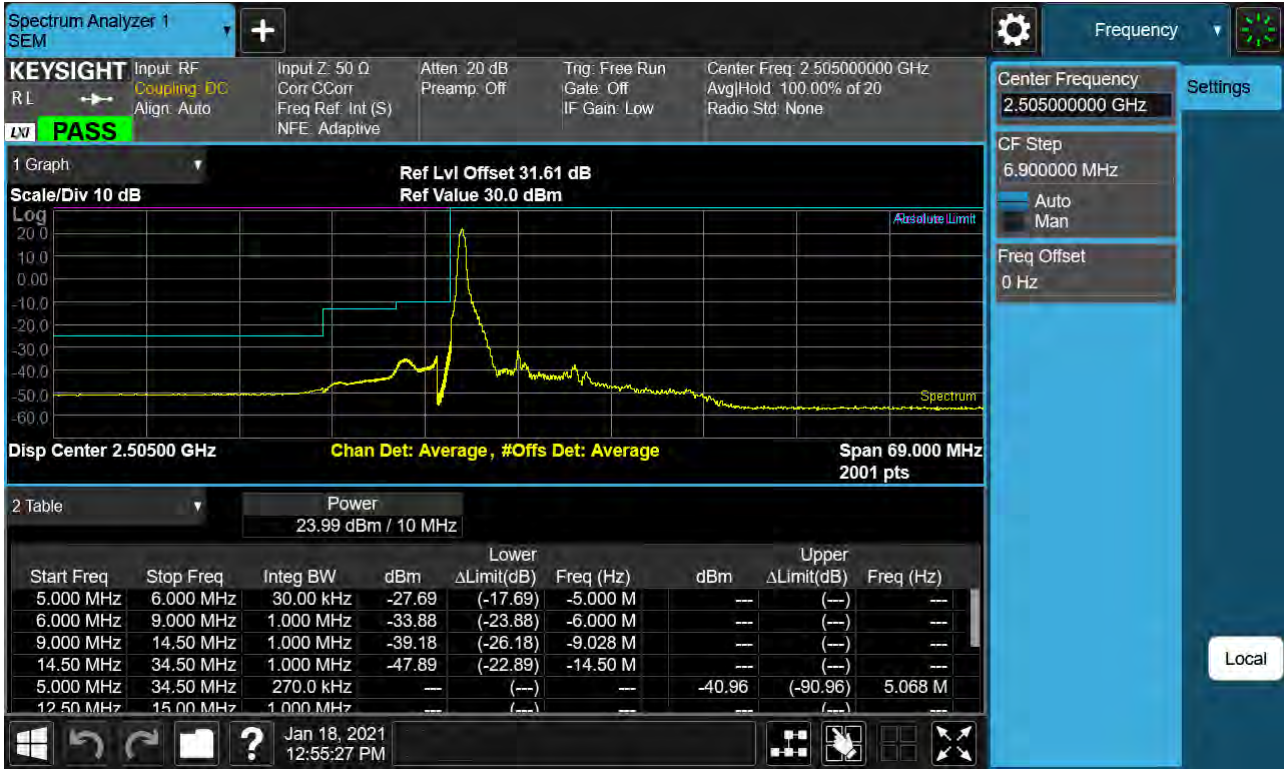 Spectrum Analyzer 1
SEM
Frequency
KEYSIGHT
RL
LXI
PASS
Input: RF
Coupling: DC
Align: Auto
Input Z: 50 Ω
Corr CCorr
Freq Ref: Int (S)
NFE: Adaptive
Atten: 20 dB
Preamp: Off
Trig: Free Run
Gate: Off
IF Gain: Low
Center Freq: 2.505000000 GHz
Avg|Hold: 100.00% of 20
Radio Std: None
Center Frequency
2.505000000 GHz
Settings
CF Step
6.900000 MHz
Auto
Man
Freq Offset
0 Hz
Local
1 Graph
Scale/Div 10 dB
Ref Lvl Offset 31.61 dB
Ref Value 30.0 dBm
Log
20.0
10.0
0.00
-10.0
-20.0
-30.0
-40.0
-50.0
-60.0
Absolute Limit
Spectrum
Disp Center 2.50500 GHz
Chan Det: Average, #Offs Det: Average
Span 69.000 MHz
2001 pts
2 Table
Power
23.99 dBm / 10 MHz
Lower Upper
Start Freq Stop Freq Integ BW dBm ΔLimit(dB) Freq (Hz) dBm ΔLimit(dB) Freq (Hz)
5.000 MHz 6.000 MHz 30.00 kHz -27.69 (-17.69) -5.000 M --- (---) ---
6.000 MHz 9.000 MHz 1.000 MHz -33.88 (-23.88) -6.000 M --- (---) ---
9.000 MHz 14.50 MHz 1.000 MHz -39.18 (-26.18) -9.028 M --- (---) ---
14.50 MHz 34.50 MHz 1.000 MHz -47.89 (-22.89) -14.50 M --- (---) ---
5.000 MHz 34.50 MHz 270.0 kHz --- (---) --- -40.96 (-90.96) 5.068 M
12.50 MHz 15.00 MHz 1.000 MHz --- (---) --- --- (---) ---
Jan 18, 2021
12:55:27 PM